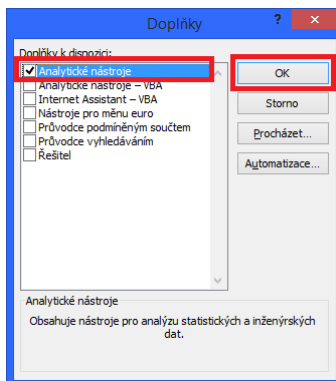 Doplňky
?
×
Doplňky k dispozici:
Analytické nástroje
Analytické nástroje – VBA
Internet Assistant – VBA
Nástroje pro měnu euro
Průvodce podmíněným součtem
Průvodce vyhledáváním
Řešitel
OK
Storno
Procházet...
Automatizace...
Analytické nástroje
Obsahuje nástroje pro analýzu statistických a inženýrských
dat.